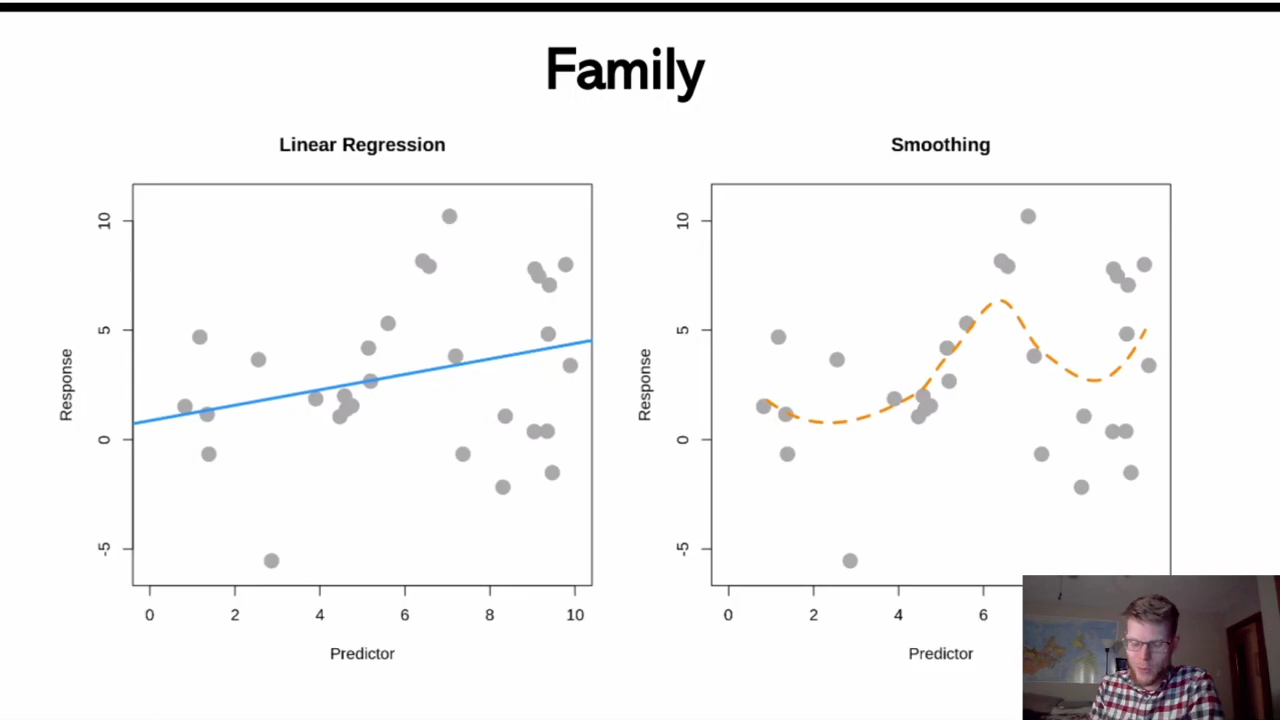 Family
Linear Regression
Smoothing
10
5
0
-5
Response
0 2 4 6 8 10
Predictor
10
5
0
-5
Response
0 2 4 6
Predictor